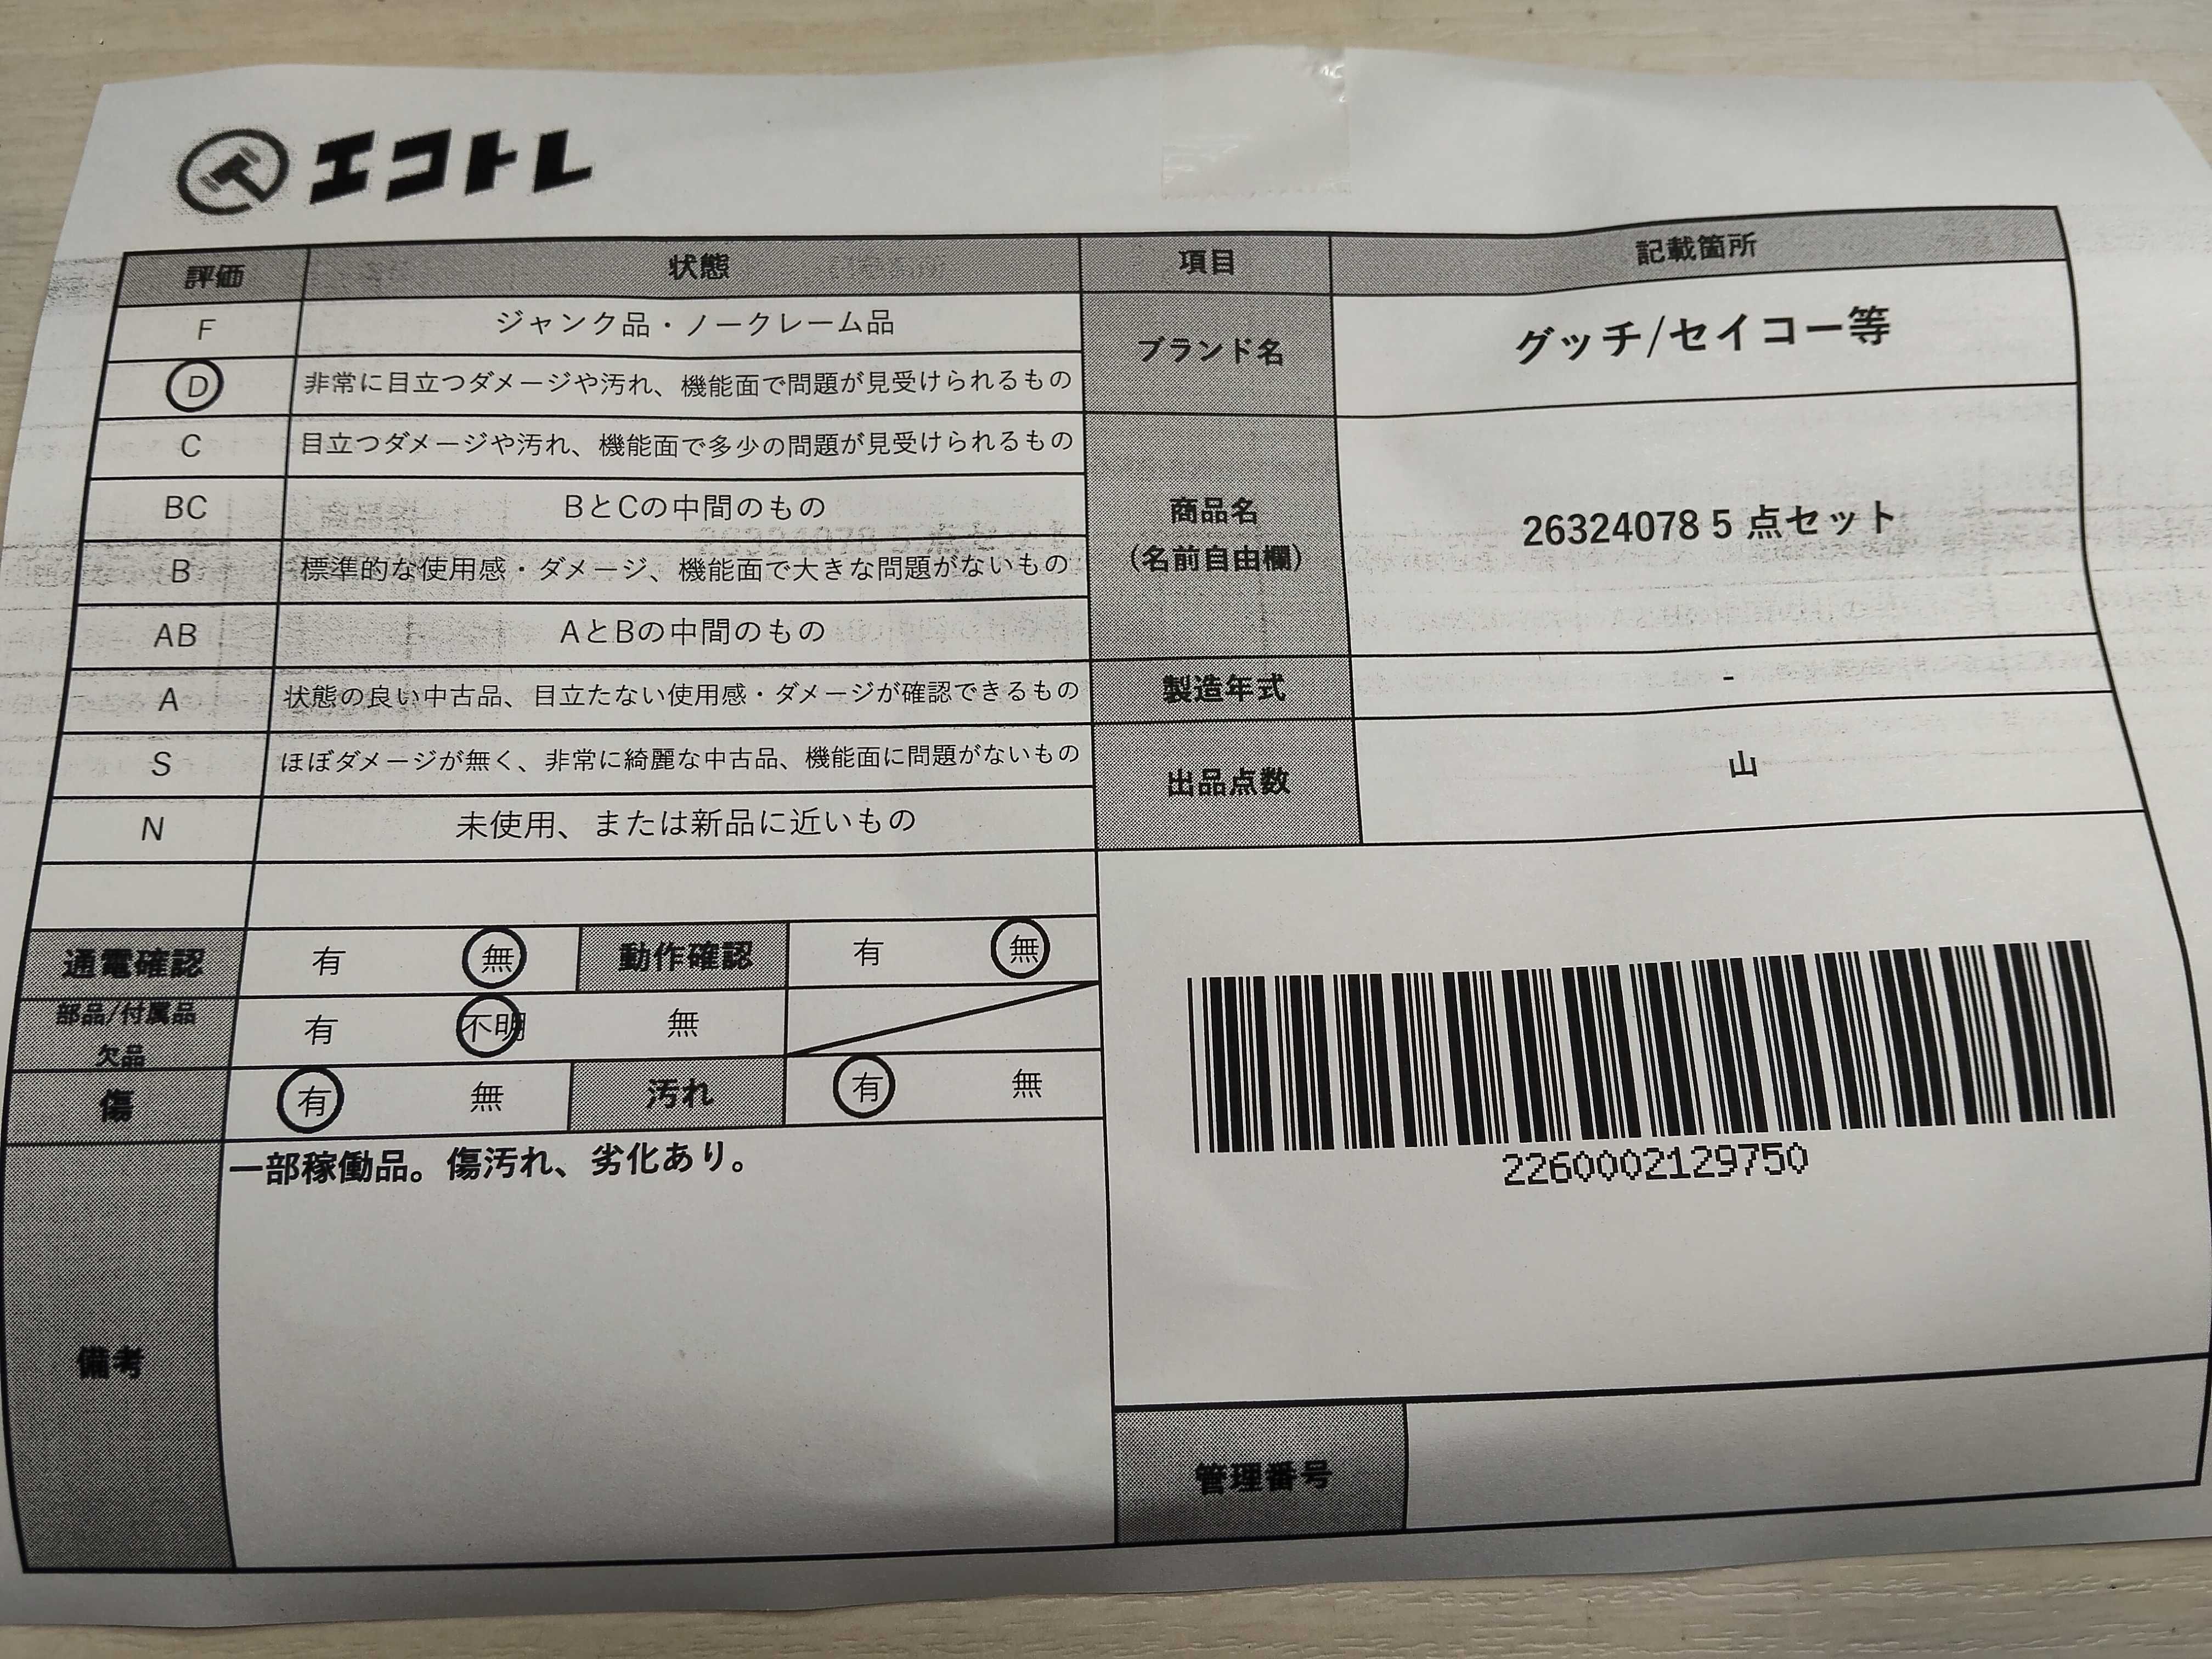 エコトレ
評価 状態 項目 記載箇所
F ジャンク品・ノークレーム品
D 非常に目立つダメージや汚れ、機能面で問題が見受けられるもの
ブランド名 グッチ/セイコー等
C 目立つダメージや汚れ、機能面で多少の問題が見受けられるもの
BC BとCの中間のもの
B 標準的な使用感・ダメージ、機能面で大きな問題がないもの
商品名
(名前自由欄)
26324078 5 点セット
AB AとBの中間のもの
A 状態の良い中古品、目立たない使用感・ダメージが確認できるもの
製造年式 -
S ほぼダメージが無く、非常に綺麗な中古品、機能面に問題がないもの
出品点数 山
N 未使用、または新品に近いもの
通電確認 有 無 動作確認 有 無
部品/付属品
欠品
有 不明 無
傷 有 無 汚れ 有 無
備考
一部稼働品。傷汚れ、劣化あり。
2260002129750
管理番号